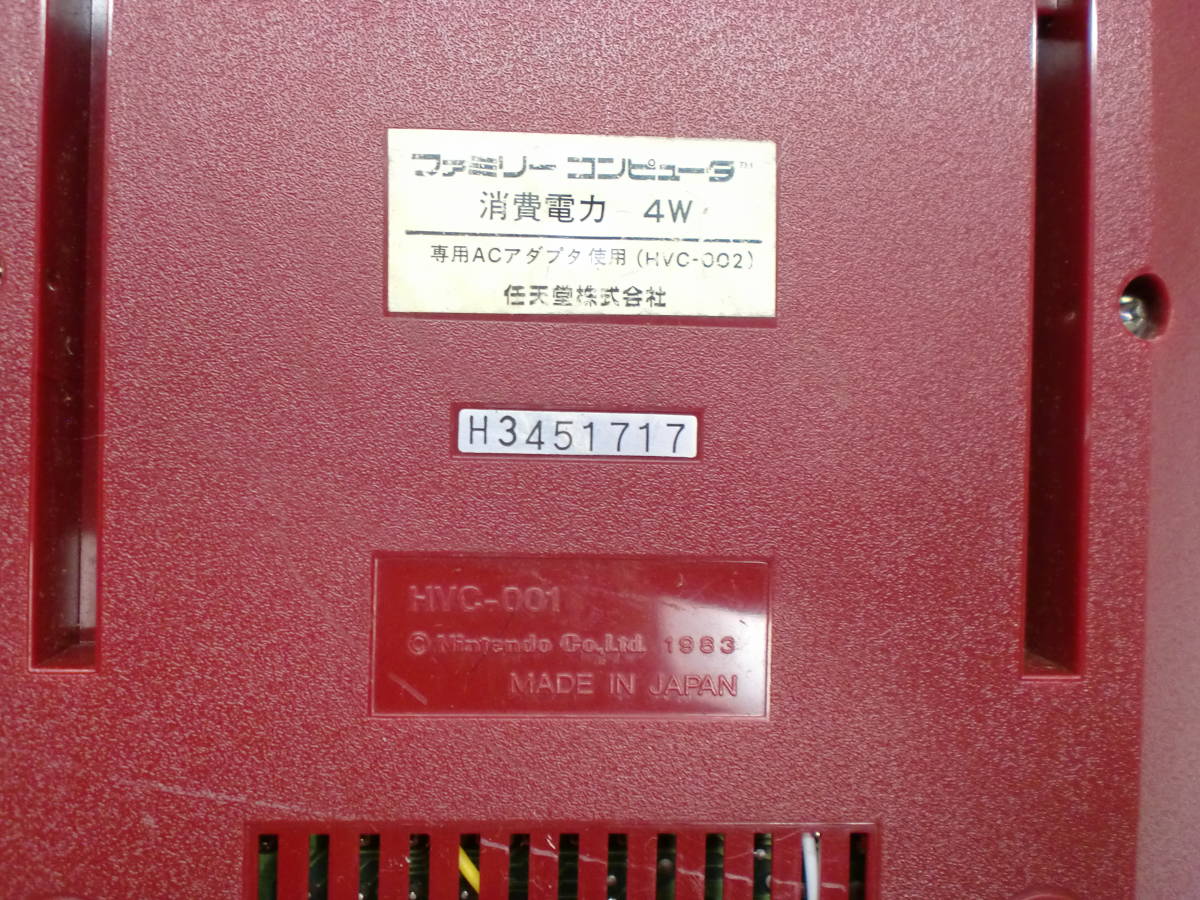 ファミリー コンピュータ™
消費電力 4W
専用ACアダプタ使用(HVC-002)
任天堂株式会社
H3451717
HVC-001
©Nintendo Co.,Ltd. 1983
MADE IN JAPAN